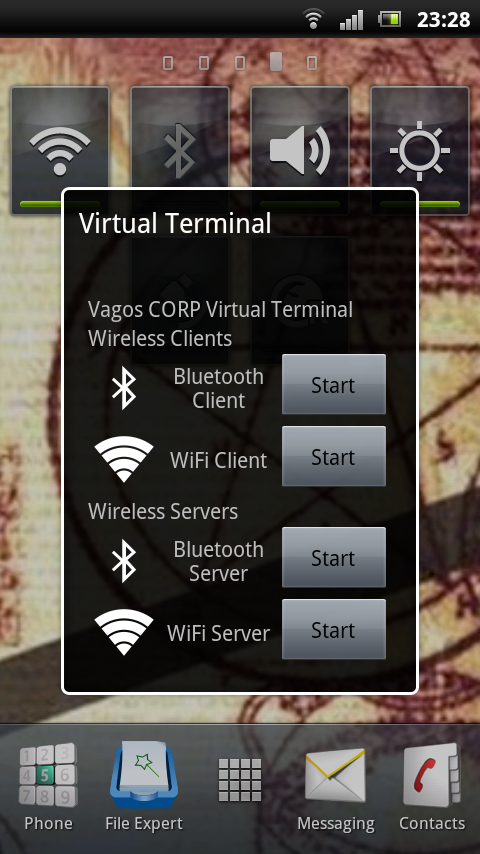 23:28
Virtual Terminal
Vagos CORP Virtual Terminal
Wireless Clients
Bluetooth
Client
Start
WiFi Client
Start
Wireless Servers
Bluetooth
Server
Start
WiFi Server
Start
1 2 3
4 5 6
7 8 9
Phone
File Expert
Messaging
Contacts